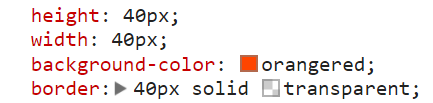 height: 40px;
width: 40px;
background-color: orangered;
border: 40px solid transparent;